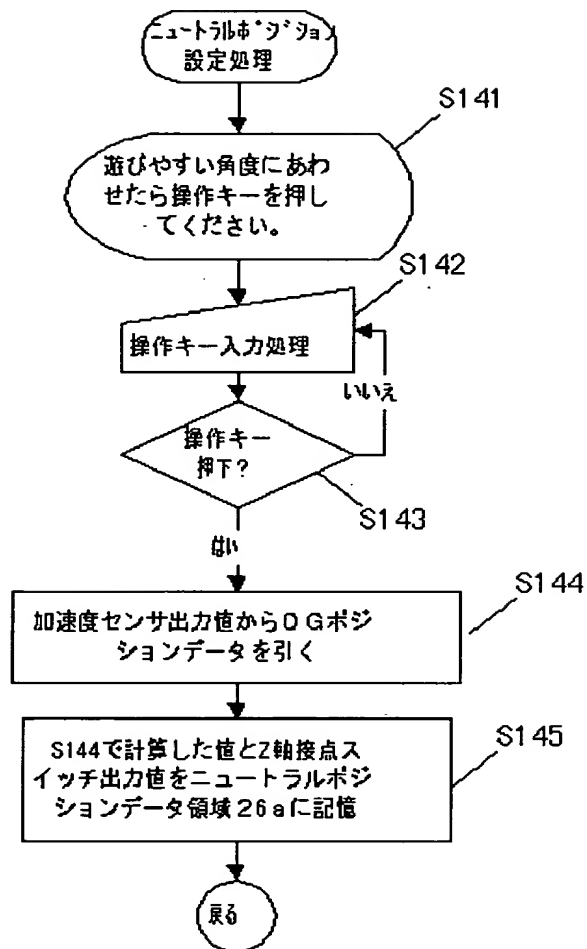 ニュートラルポジション
設定処理
S141
遊びやすい角度にあわ
せたら操作キーを押し
てください。
S142
操作キー入力処理
いいえ
操作キー
押下?
S143
はい
S144
加速度センサ出力値から0Gポジ
ションデータを引く
S145
S144で計算した値とZ軸接点ス
イッチ出力値をニュートラルポジ
ションデータ領域26aに記憶
戻る